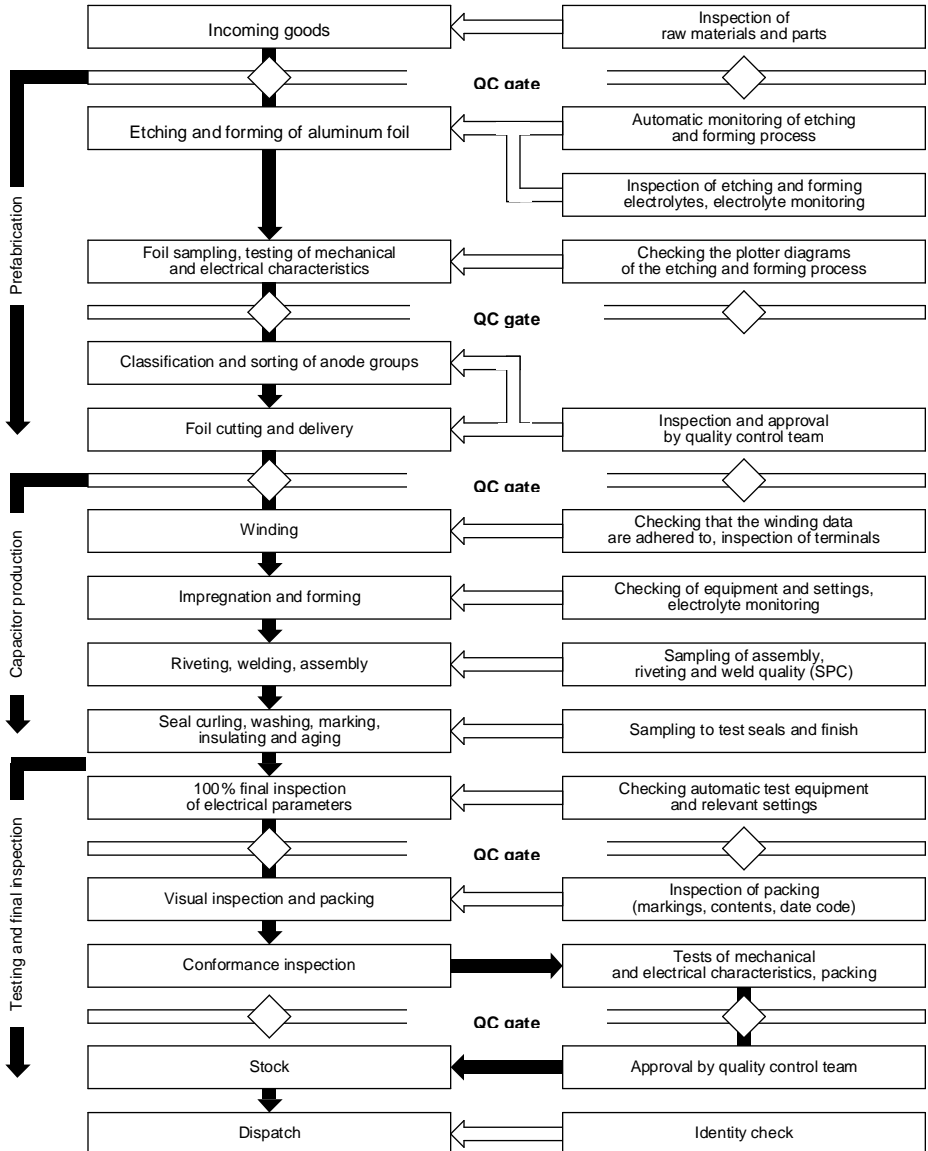 Incoming goods
Inspection of
raw materials and parts
QC gate
Etching and forming of aluminum foil
Automatic monitoring of etching
and forming process
Inspection of etching and forming
electrolytes, electrolyte monitoring
Prefabrication
Foil sampling, testing of mechanical
and electrical characteristics
Checking the plotter diagrams
of the etching and forming process
QC gate
Classification and sorting of anode groups
Foil cutting and delivery
Inspection and approval
by quality control team
QC gate
Winding
Checking that the winding data
are adhered to, inspection of terminals
Capacitor production
Impregnation and forming
Checking of equipment and settings,
electrolyte monitoring
Riveting, welding, assembly
Sampling of assembly,
riveting and weld quality (SPC)
Seal curling, washing, marking,
insulating and aging
Sampling to test seals and finish
100% final inspection
of electrical parameters
Checking automatic test equipment
and relevant settings
QC gate
Testing and final inspection
Visual inspection and packing
Inspection of packing
(markings, contents, date code)
Conformance inspection
Tests of mechanical
and electrical characteristics, packing
QC gate
Stock
Approval by quality control team
Dispatch
Identity check